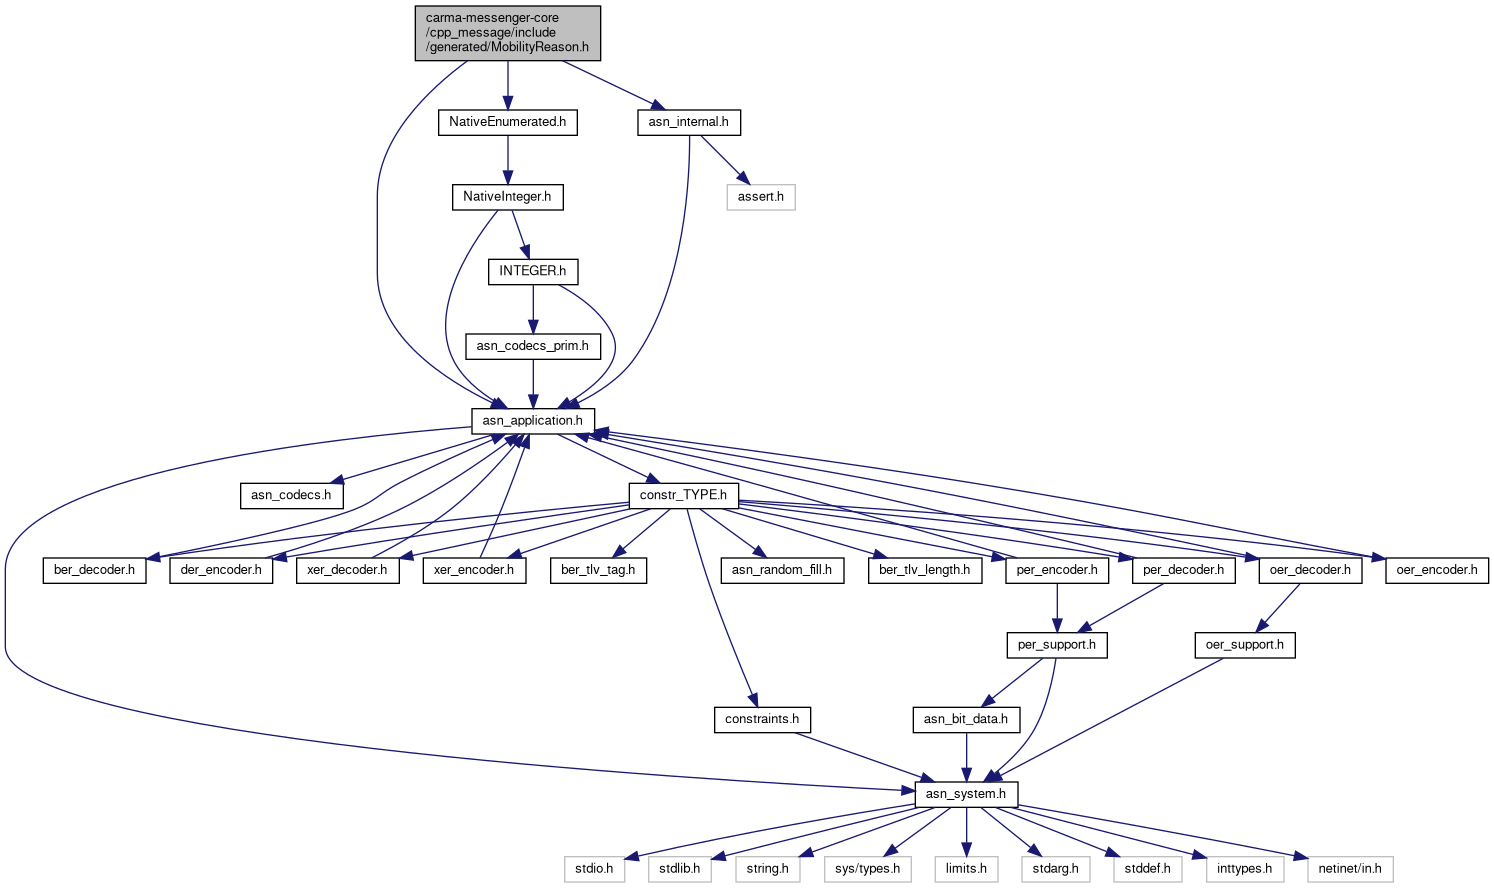 carma-messenger-core
/cpp_message/include
/generated/MobilityReason.h
NativeEnumerated.h
asn_internal.h
NativeInteger.h
assert.h
INTEGER.h
asn_codecs_prim.h
asn_application.h
asn_codecs.h
constr_TYPE.h
ber_decoder.h
der_encoder.h
xer_decoder.h
xer_encoder.h
ber_tlv_tag.h
asn_random_fill.h
ber_tlv_length.h
per_encoder.h
per_decoder.h
oer_decoder.h
oer_encoder.h
per_support.h
oer_support.h
constraints.h
asn_bit_data.h
asn_system.h
stdio.h
stdlib.h
string.h
sys/types.h
limits.h
stdarg.h
stddef.h
inttypes.h
netinet/in.h